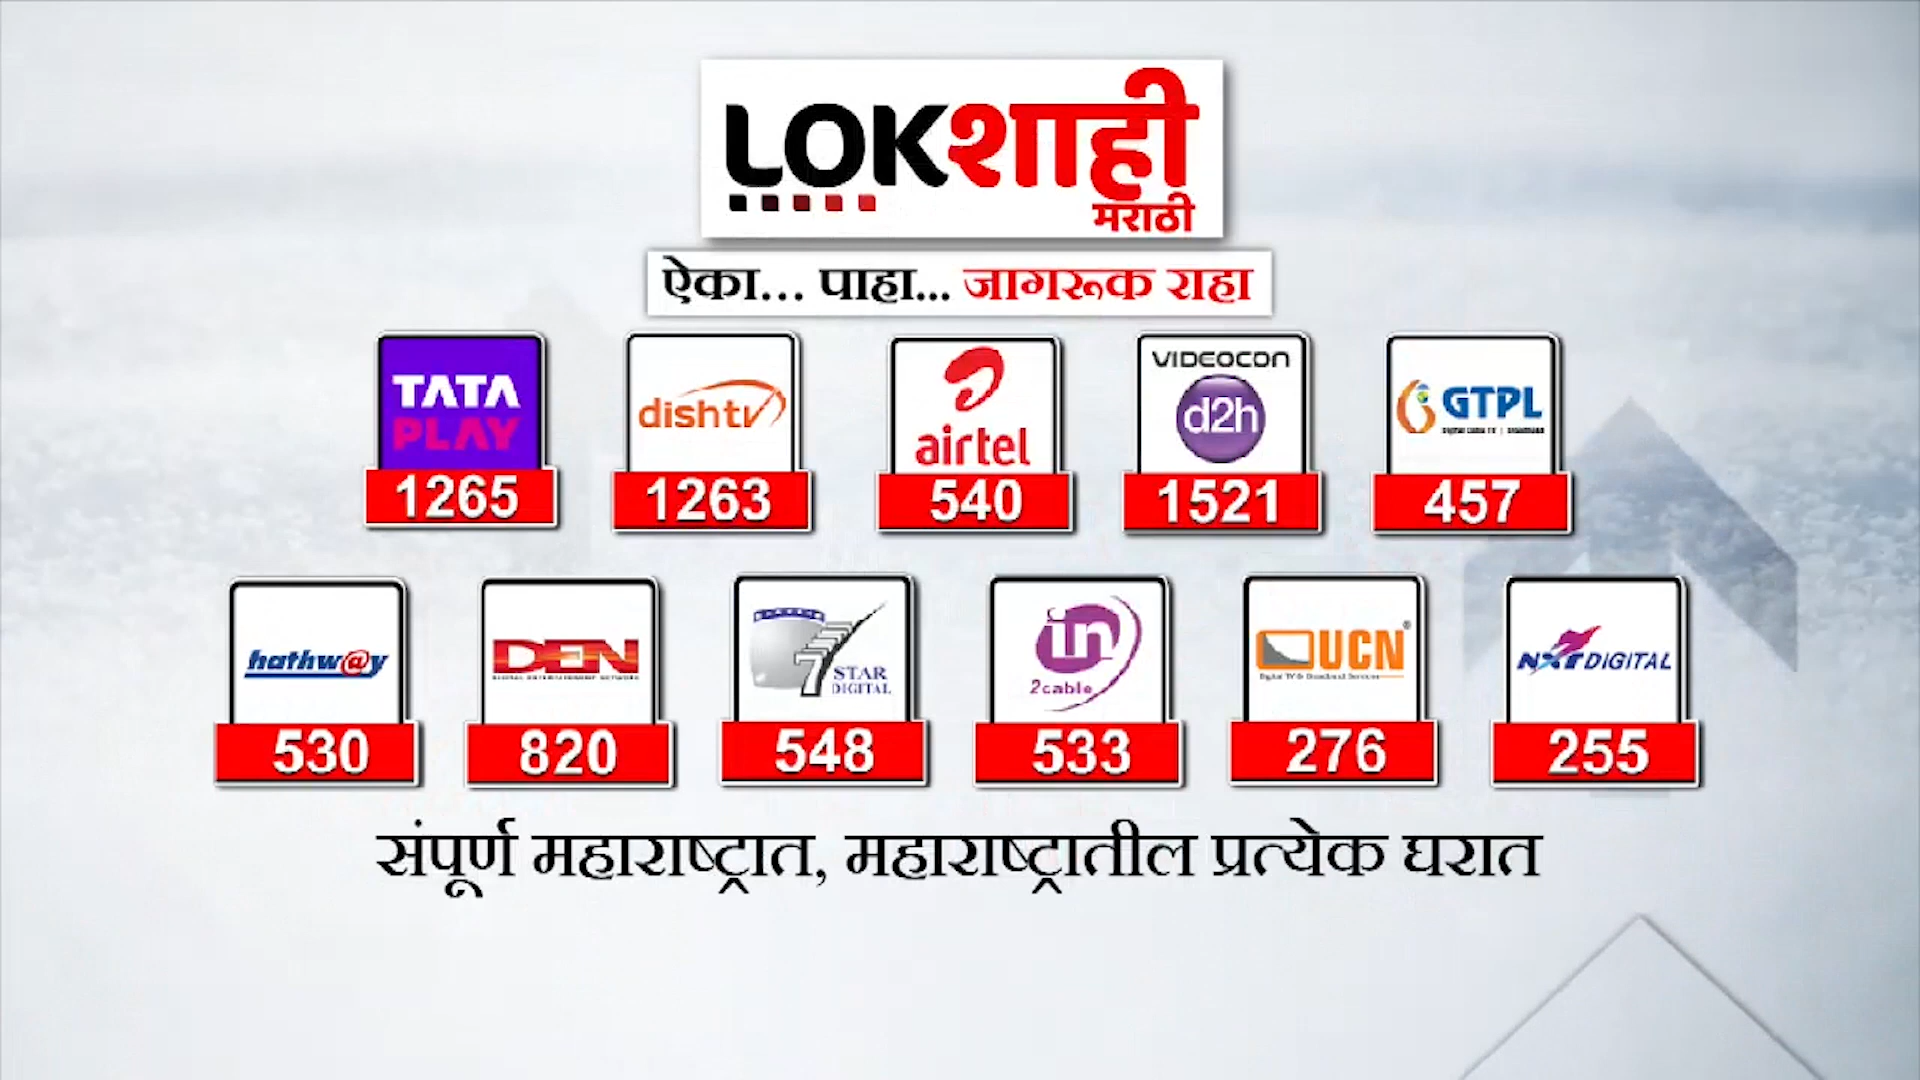 LOKशाही
मराठी
ऐका... पाहा... जागरूक राहा
TATA PLAY
dishtv
airtel
VIDEOCON d2h
GTPL
1265
1263
540
1521
457
hathw@y
DEN
7 STAR DIGITAL
in 2cable
UCN
NXT DIGITAL
530
820
548
533
276
255
संपूर्ण महाराष्ट्रात, महाराष्ट्रातील प्रत्येक घरात